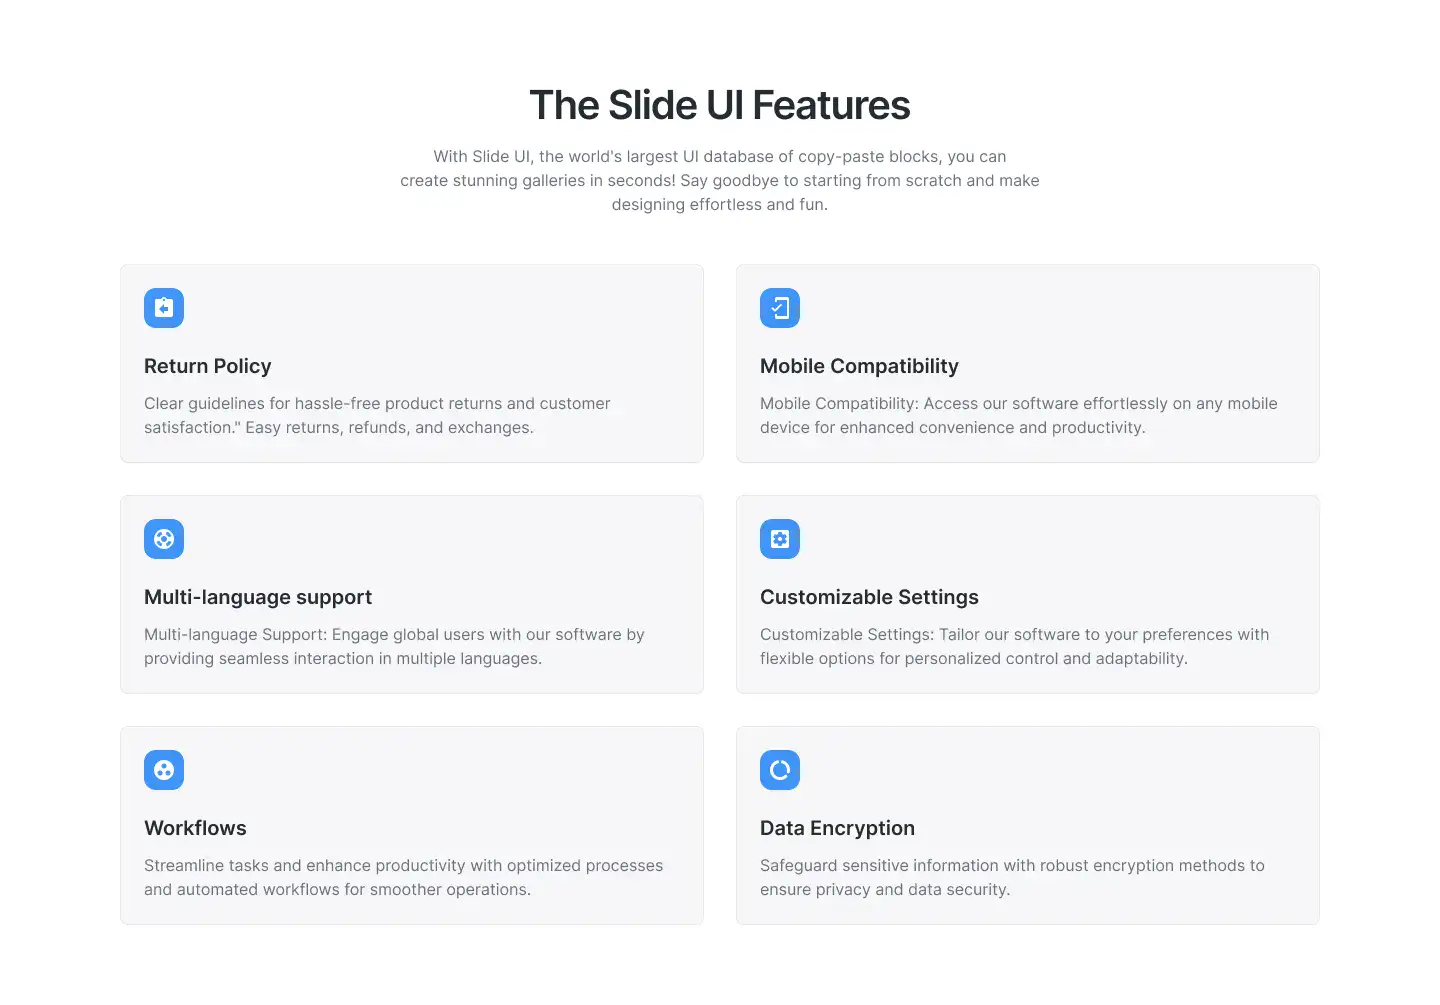 The Slide UI Features
With Slide UI, the world's largest UI database of copy-paste blocks, you can
create stunning galleries in seconds! Say goodbye to starting from scratch and make
designing effortless and fun.
Return Policy
Clear guidelines for hassle-free product returns and customer
satisfaction." Easy returns, refunds, and exchanges.
Mobile Compatibility
Mobile Compatibility: Access our software effortlessly on any mobile
device for enhanced convenience and productivity.
Multi-language support
Multi-language Support: Engage global users with our software by
providing seamless interaction in multiple languages.
Customizable Settings
Customizable Settings: Tailor our software to your preferences with
flexible options for personalized control and adaptability.
Workflows
Streamline tasks and enhance productivity with optimized processes
and automated workflows for smoother operations.
Data Encryption
Safeguard sensitive information with robust encryption methods to
ensure privacy and data security.